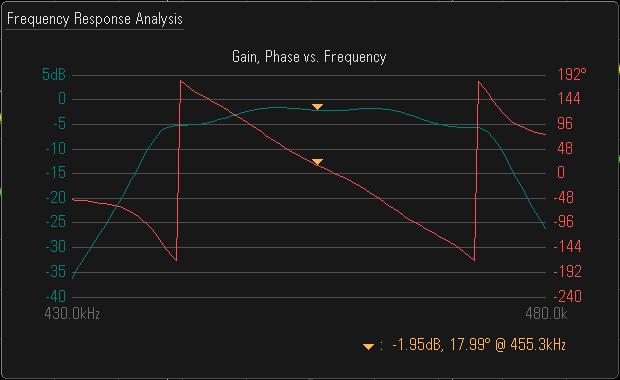 Frequency Response Analysis
Gain, Phase vs. Frequency
5dB 192°
0 144
-5 96
-10 48
-15 0
-20 -48
-25 -96
-30 -144
-35 -192
-40 -240
430.0kHz 480.0k
: -1.95dB, 17.99° @ 455.3kHz